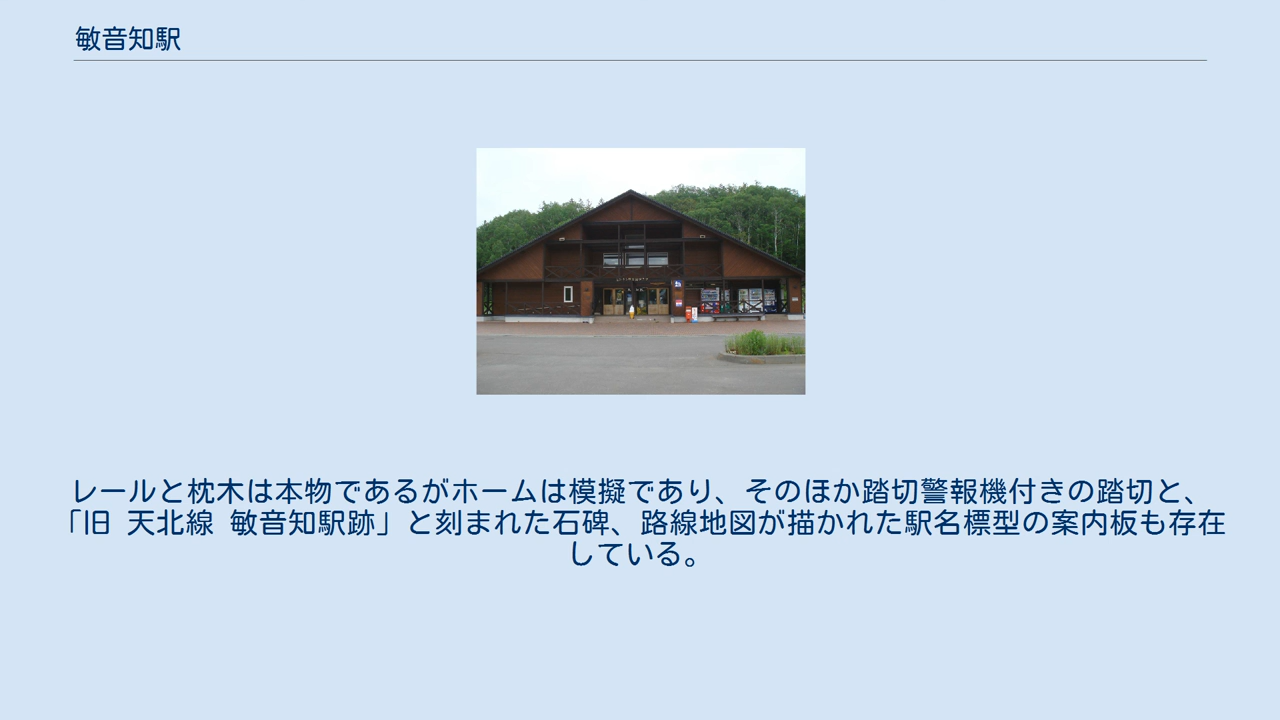 敏音知駅
レールと枕木は本物であるがホームは模擬であり、そのほか踏切警報機付きの踏切と、
「旧 天北線 敏音知駅跡」と刻まれた石碑、路線地図が描かれた駅名標型の案内板も存在
している。